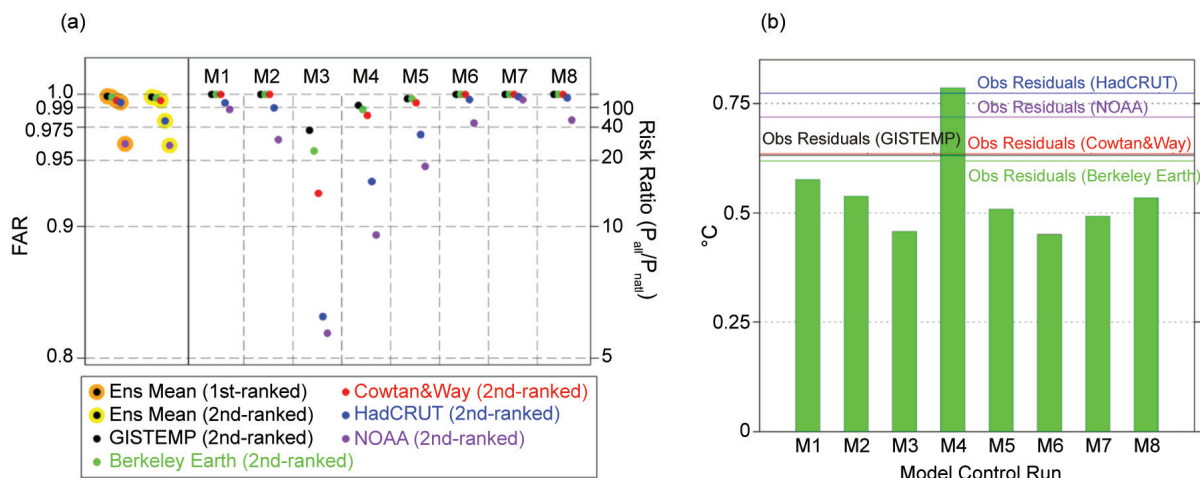 (a)
M1 M2 M3 M4 M5 M6 M7 M8
1.0
0.99
0.975
0.95
0.9
0.8
FAR
100
40
20
10
5
Risk Ratio (Pall/Pnatl)
Ens Mean (1st-ranked)
Ens Mean (2nd-ranked)
GISTEMP (2nd-ranked)
Berkeley Earth (2nd-ranked)
Cowtan&Way (2nd-ranked)
HadCRUT (2nd-ranked)
NOAA (2nd-ranked)
(b)
Obs Residuals (HadCRUT)
Obs Residuals (NOAA)
Obs Residuals (GISTEMP)
Obs Residuals (Cowtan&Way)
Obs Residuals (Berkeley Earth)
0.75
0.5
0.25
0
°C
M1 M2 M3 M4 M5 M6 M7 M8
Model Control Run